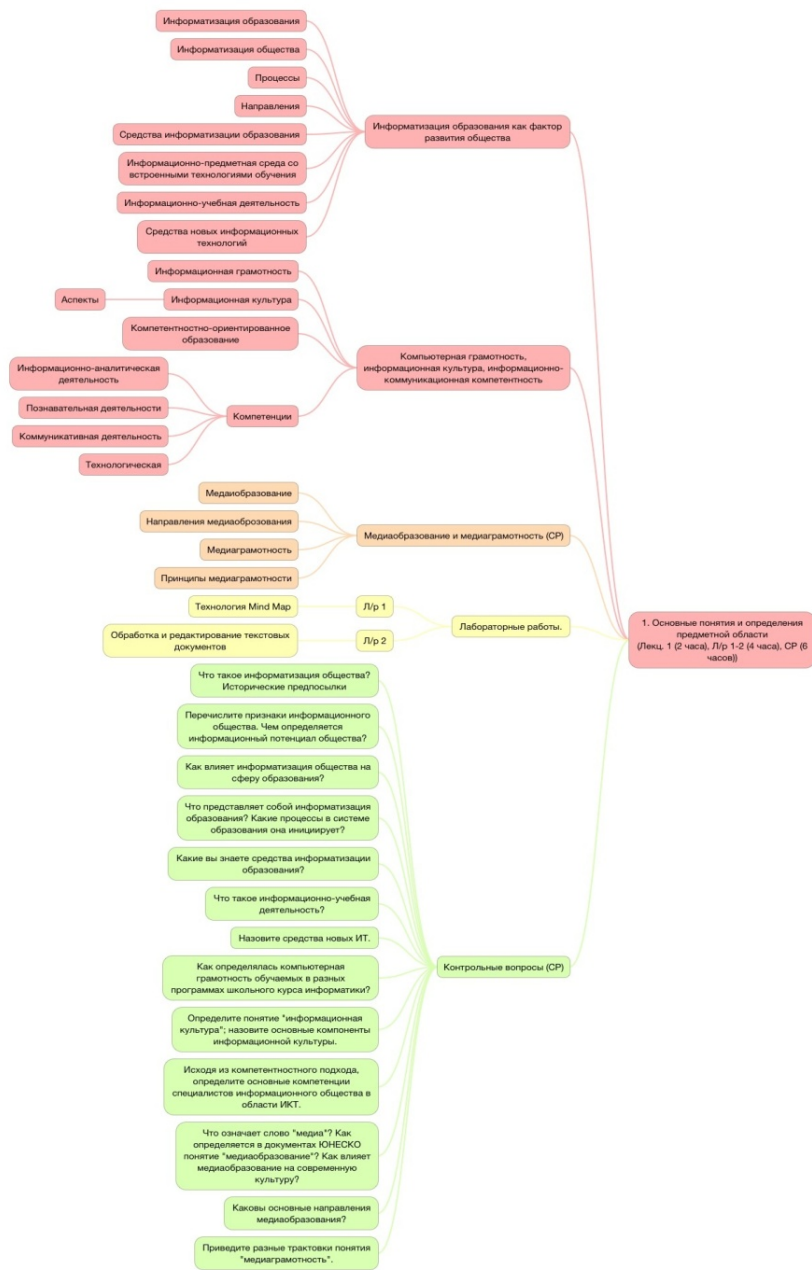 Информатизация образования
Информатизация общества
Процессы
Направления
Средства информатизации образования
Информационно-предметная среда со
встроенными технологиями обучения
Информационно-учебная деятельность
Средства новых информационных
технологий
Информатизация образования как фактор
развития общества
Информационная грамотность
Аспекты
Информационная культура
Компетентностно-ориентированное
образование
Информационно-аналитическая
деятельность
Познавательная деятельности
Коммуникативная деятельность
Технологическая
Компетенции
Компьютерная грамотность,
информационная культура, информационно-
коммуникационная компетентность
Медаиобразование
Направления медиаоброзования
Медиаграмотность
Принципы медиаграмотности
Медиаобразование и медиаграмотность (СР)
Технология Mind Map
Л/р 1
Обработка и редактирование текстовых
документов
Л/р 2
Лабораторные работы.
1. Основные понятия и определения
предметной области
(Лекц. 1 (2 часа), Л/р 1-2 (4 часа), СР (6
часов))
Что такое информатизация общества?
Исторические предпосылки
Перечислите признаки информационного
общества. Чем определяется
информационный потенциал общества?
Как влияет информатизация общества на
сферу образования?
Что представляет собой информатизация
образования? Какие процессы в системе
образования она инициирует?
Какие вы знаете средства информатизации
образования?
Что такое информационно-учебная
деятельность?
Назовите средства новых ИТ.
Как определялась компьютерная
грамотность обучаемых в разных
программах школьного курса информатики?
Определите понятие "информационная
культура"; назовите основные компоненты
информационной культуры.
Исходя из компетентностного подхода,
определите основные компетенции
специалистов информационного общества в
области ИКТ.
Что означает слово "медиа"? Как
определяется в документах ЮНЕСКО
понятие "медиаобразование"? Как влияет
медиаобразование на современную
культуру?
Каковы основные направления
медиаобразования?
Приведите разные трактовки понятия
"медиаграмотность".
Контрольные вопросы (СР)